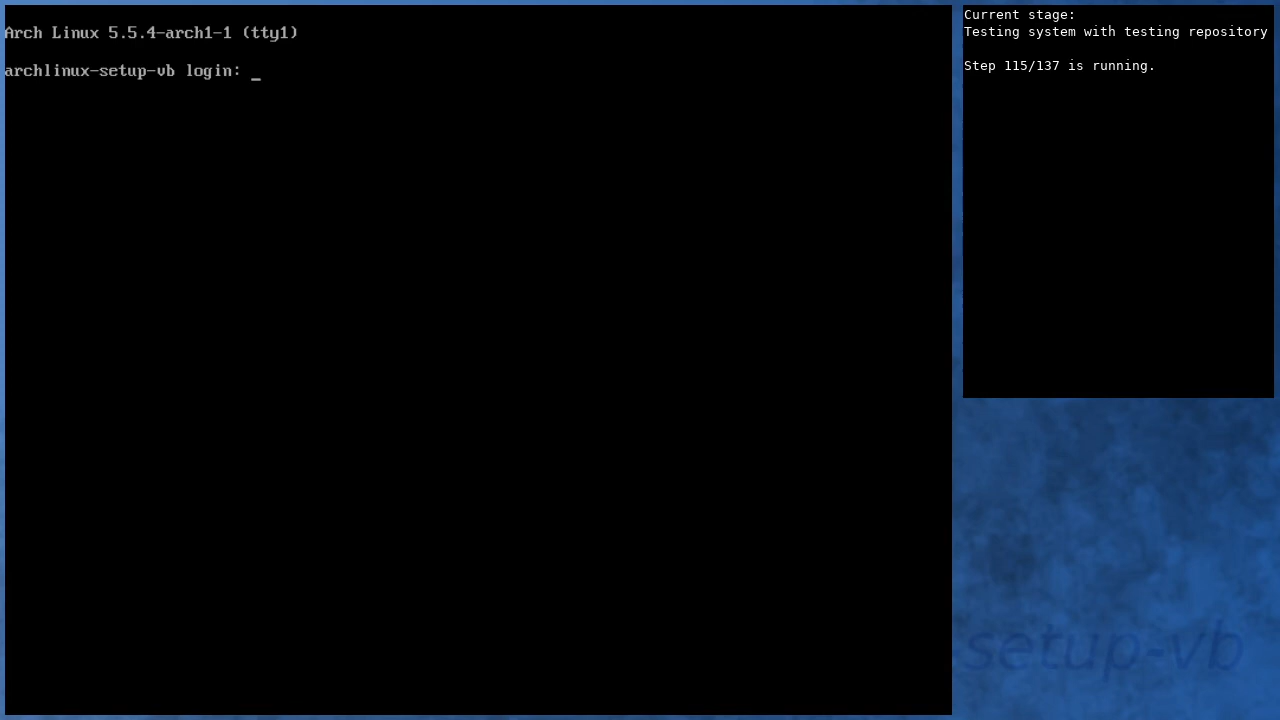 Arch Linux 5.5.4-arch1-1 (tty1)
archlinux-setup-vb login: _
Current stage:
Testing system with testing repository
Step 115/137 is running.
setup-vb